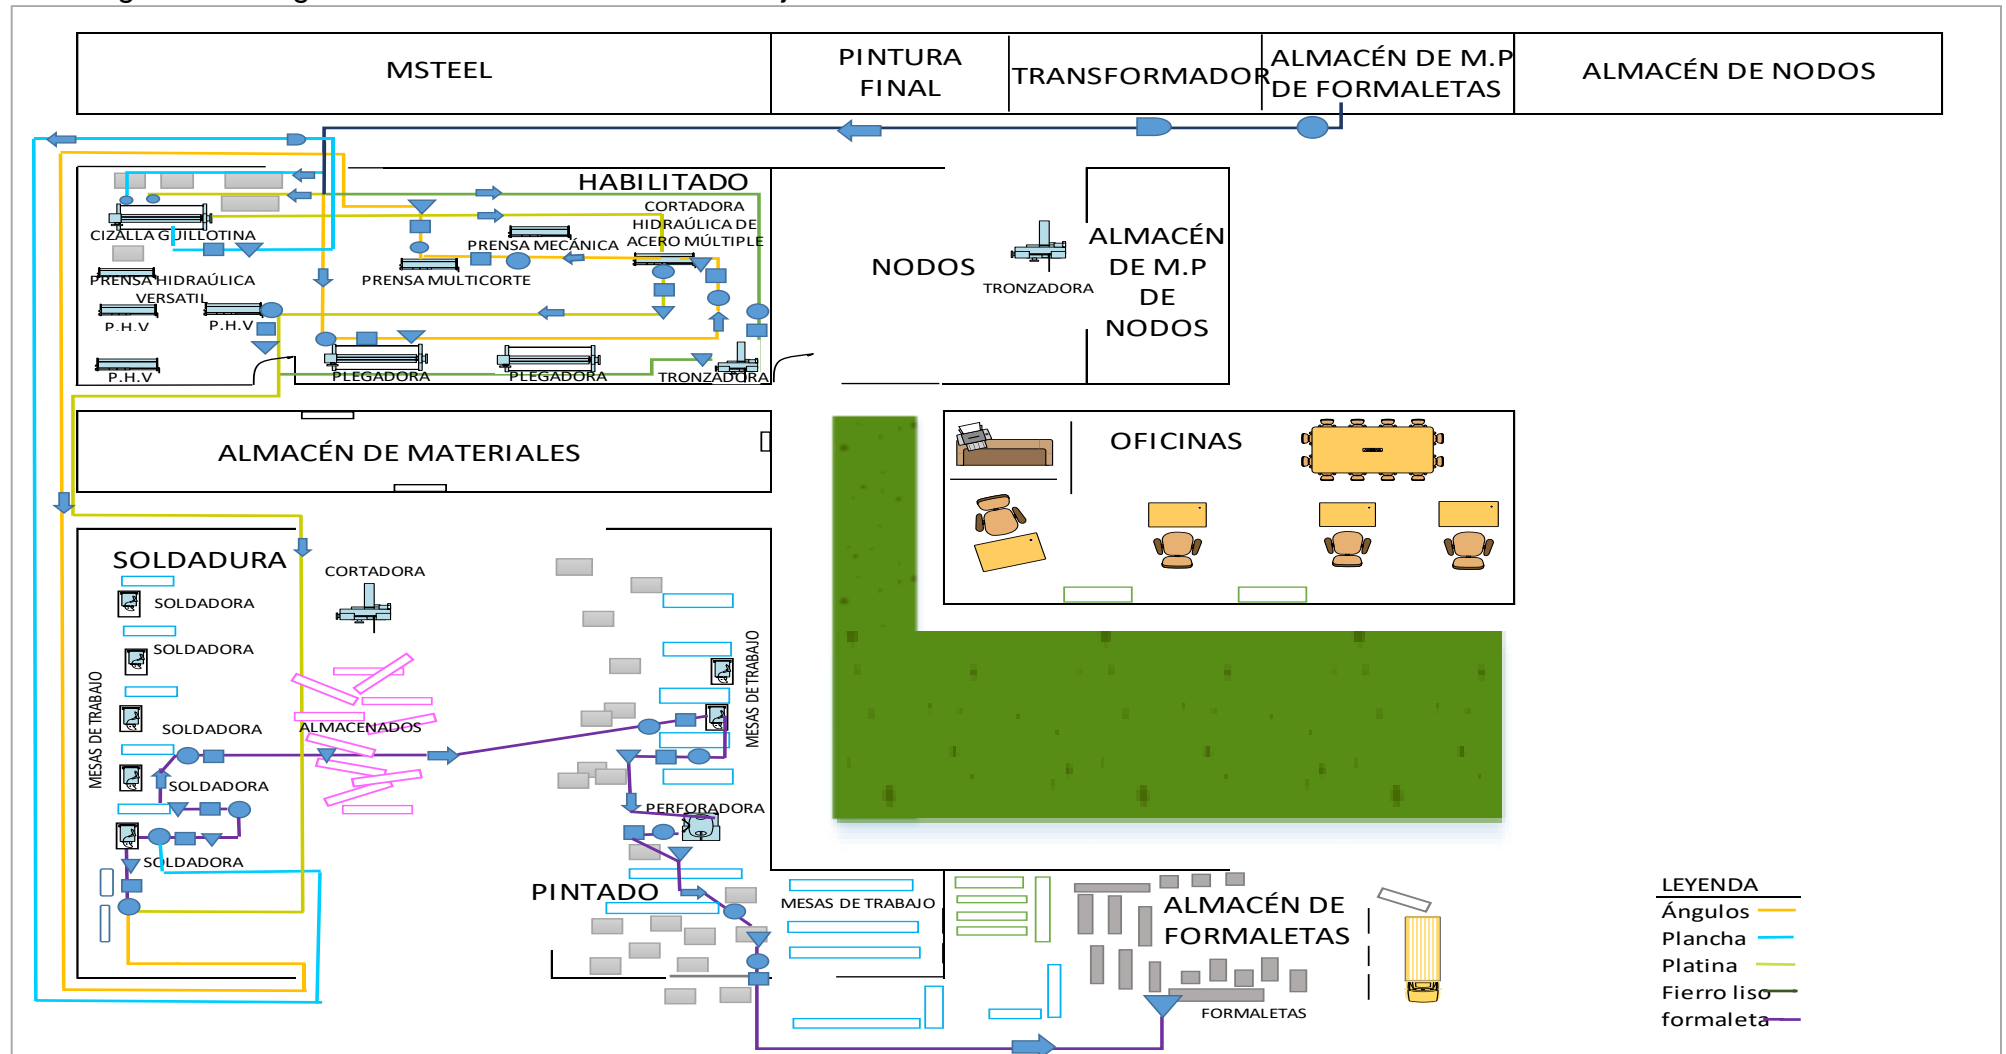 MSTEEL
PINTURA
FINAL
TRANSFORMADOR
ALMACÉN DE M.P
DE FORMALETAS
ALMACÉN DE NODOS
HABILITADO
CORTADORA
HIDRAÚLICA DE
ACERO MÚLTIPLE
CIZALLA GUILLOTINA
PRENSA MECÁNICA
PRENSA HIDRAÚLICA
VERSATIL
PRENSA MULTICORTE
P.H.V
P.H.V
P.H.V
PLEGADORA
PLEGADORA
TRONZADORA
NODOS
TRONZADORA
ALMACÉN
DE M.P
DE
NODOS
ALMACÉN DE MATERIALES
OFICINAS
SOLDADURA
CORTADORA
SOLDADORA
SOLDADORA
MESAS DE TRABAJO
SOLDADORA
ALMACENADOS
SOLDADORA
SOLDADORA
MESAS DE TRABAJO
PERFORADORA
PINTADO
MESAS DE TRABAJO
ALMACÉN DE
FORMALETAS
FORMALETAS
LEYENDA
Ángulos
Plancha
Platina
Fierro liso
formaleta